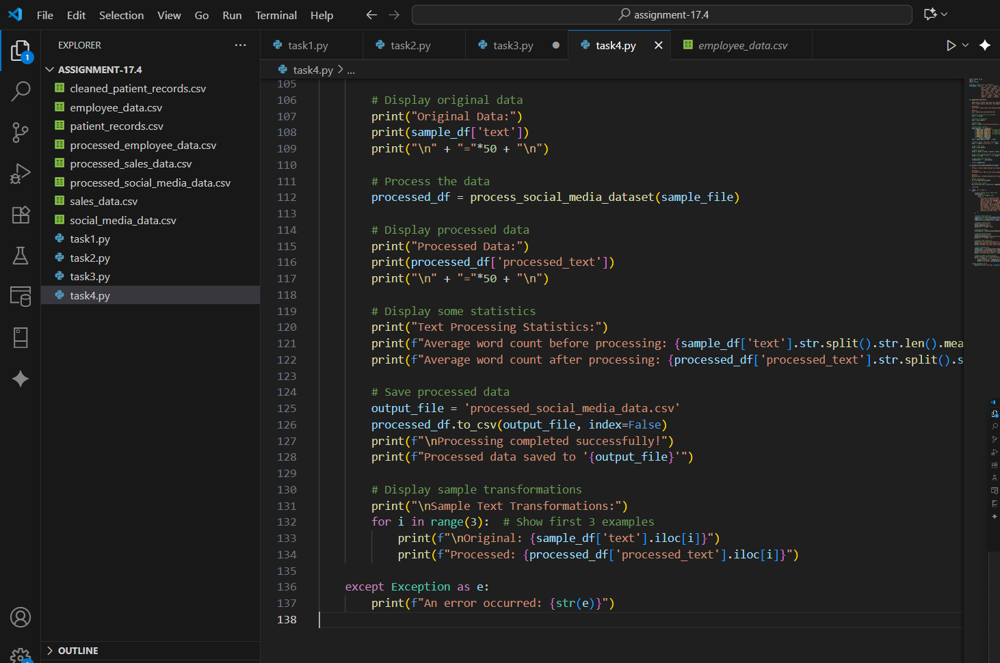 File Edit Selection View Go Run Terminal Help
assignment-17.4
EXPLORER
task1.py
task2.py
task3.py
task4.py
employee_data.csv
1
ASSIGNMENT-17.4
cleaned_patient_records.csv
employee_data.csv
patient_records.csv
processed_employee_data.csv
processed_sales_data.csv
processed_social_media_data.csv
sales_data.csv
social_media_data.csv
task1.py
task2.py
task3.py
task4.py
OUTLINE
task4.py > ...
105
106 # Display original data
107 print("Original Data:")
108 print(sample_df['text'])
109 print("\n" + "="*50 + "\n")
110
111 # Process the data
112 processed_df = process_social_media_dataset(sample_file)
113
114 # Display processed data
115 print("Processed Data:")
116 print(processed_df['processed_text'])
117 print("\n" + "="*50 + "\n")
118
119 # Display some statistics
120 print("Text Processing Statistics:")
121 print(f"Average word count before processing: {sample_df['text'].str.split().str.len().mea
122 print(f"Average word count after processing: {processed_df['processed_text'].str.split().s
123
124 # Save processed data
125 output_file = 'processed_social_media_data.csv'
126 processed_df.to_csv(output_file, index=False)
127 print(f"\nProcessing completed successfully!")
128 print(f"Processed data saved to '{output_file}'")
129
130 # Display sample transformations
131 print("\nSample Text Transformations:")
132 for i in range(3):  # Show first 3 examples
133 print(f"\nOriginal: {sample_df['text'].iloc[i]}")
134 print(f"Processed: {processed_df['processed_text'].iloc[i]}")
135
136 except Exception as e:
137 print(f"An error occurred: {str(e)}")
138